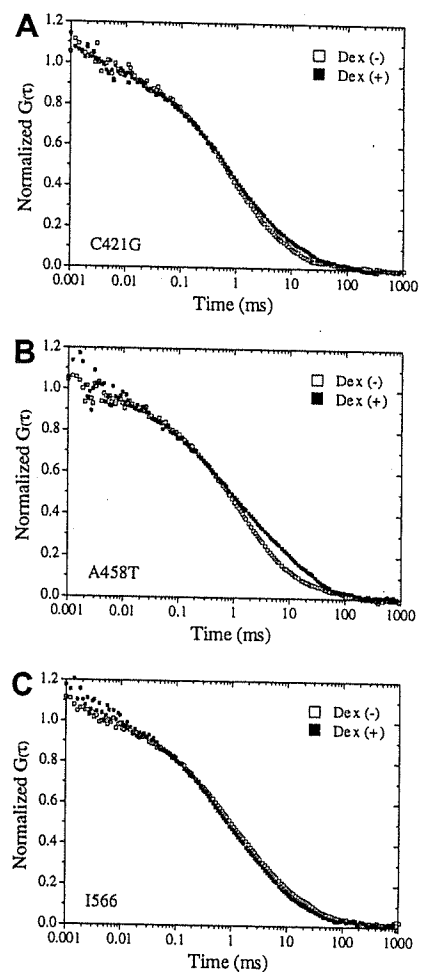 A
1.2
1.0
0.8
0.6
0.4
0.2
0.0
Normalized G(τ)
Dex (-)
Dex (+)
C421G
0.001 0.01 0.1 1 10 100 1000
Time (ms)
B
1.2
1.0
0.8
0.6
0.4
0.2
0.0
Normalized G(τ)
Dex (-)
Dex (+)
A458T
0.001 0.01 0.1 1 10 100 1000
Time (ms)
C
1.2
1.0
0.8
0.6
0.4
0.2
0.0
Normalized G(τ)
Dex (-)
Dex (+)
I566
0.001 0.01 0.1 1 10 100 1000
Time (ms)